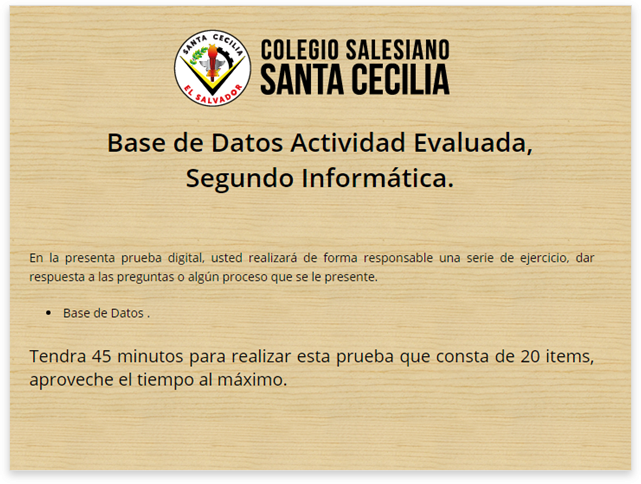 SANTA CECILIA
EL SALVADOR
COLEGIO SALESIANO
SANTA CECILIA
Base de Datos Actividad Evaluada,
Segundo Informática.
En la presenta prueba digital, usted realizará de forma responsable una serie de ejercicio, dar
respuesta a las preguntas o algún proceso que se le presente.
• Base de Datos .
Tendra 45 minutos para realizar esta prueba que consta de 20 items,
aproveche el tiempo al máximo.